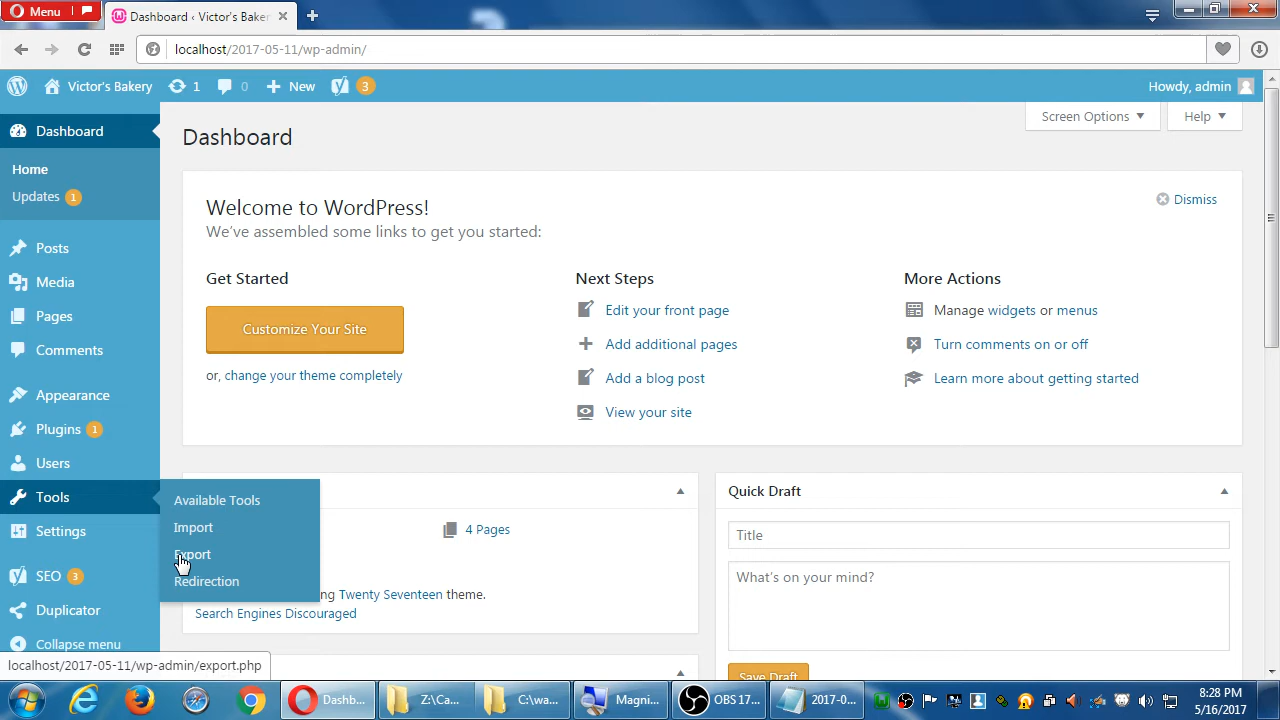 Menu
Dashboard ‹ Victor's Baker
localhost/2017-05-11/wp-admin/
Victor's Bakery
1
0
New
3
Howdy, admin
Dashboard
Home
Updates 1
Posts
Media
Pages
Comments
Appearance
Plugins 1
Users
Tools
Settings
SEO 3
Duplicator
Collapse menu
Available Tools
Import
Export
Redirection
Dashboard
Screen Options
Help
Welcome to WordPress!
We've assembled some links to get you started:
Dismiss
Get Started
Customize Your Site
or, change your theme completely
Next Steps
Edit your front page
Add additional pages
Add a blog post
View your site
More Actions
Manage widgets or menus
Turn comments on or off
Learn more about getting started
4 Pages
ng Twenty Seventeen theme.
Search Engines Discouraged
Quick Draft
Title
What's on your mind?
Save Draft
localhost/2017-05-11/wp-admin/export.php
Dashb...
Z:\Ca...
C:\wa...
Magni...
OBS 17...
2017-0...
8:28 PM
5/16/2017